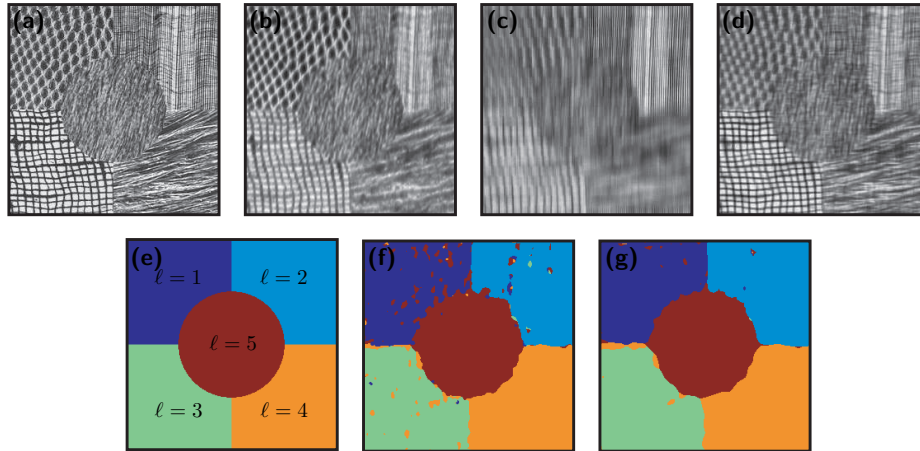 (a) (b) (c) (d)
(e) (f) (g)
ℓ = 1 ℓ = 2
ℓ = 5
ℓ = 3 ℓ = 4